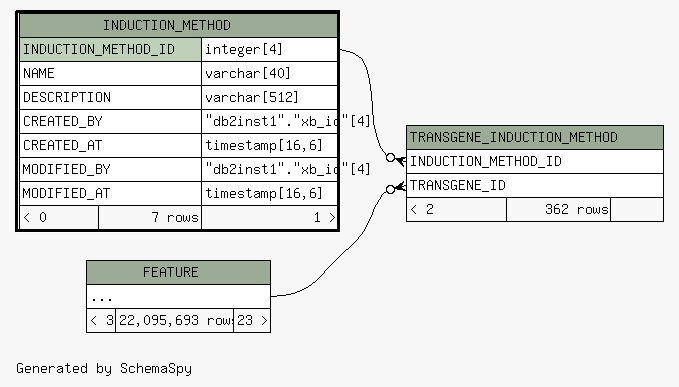 INDUCTION_METHOD
INDUCTION_METHOD_ID integer[4]
NAME varchar[40]
DESCRIPTION varchar[512]
CREATED_BY "db2inst1"."xb_id"[4]
CREATED_AT timestamp[16,6]
MODIFIED_BY "db2inst1"."xb_id"[4]
MODIFIED_AT timestamp[16,6]
< 0 7 rows 1 >
TRANSGENE_INDUCTION_METHOD
INDUCTION_METHOD_ID
TRANSGENE_ID
< 2 362 rows
FEATURE
...
< 3 22,095,693 rows 23 >
Generated by SchemaSpy